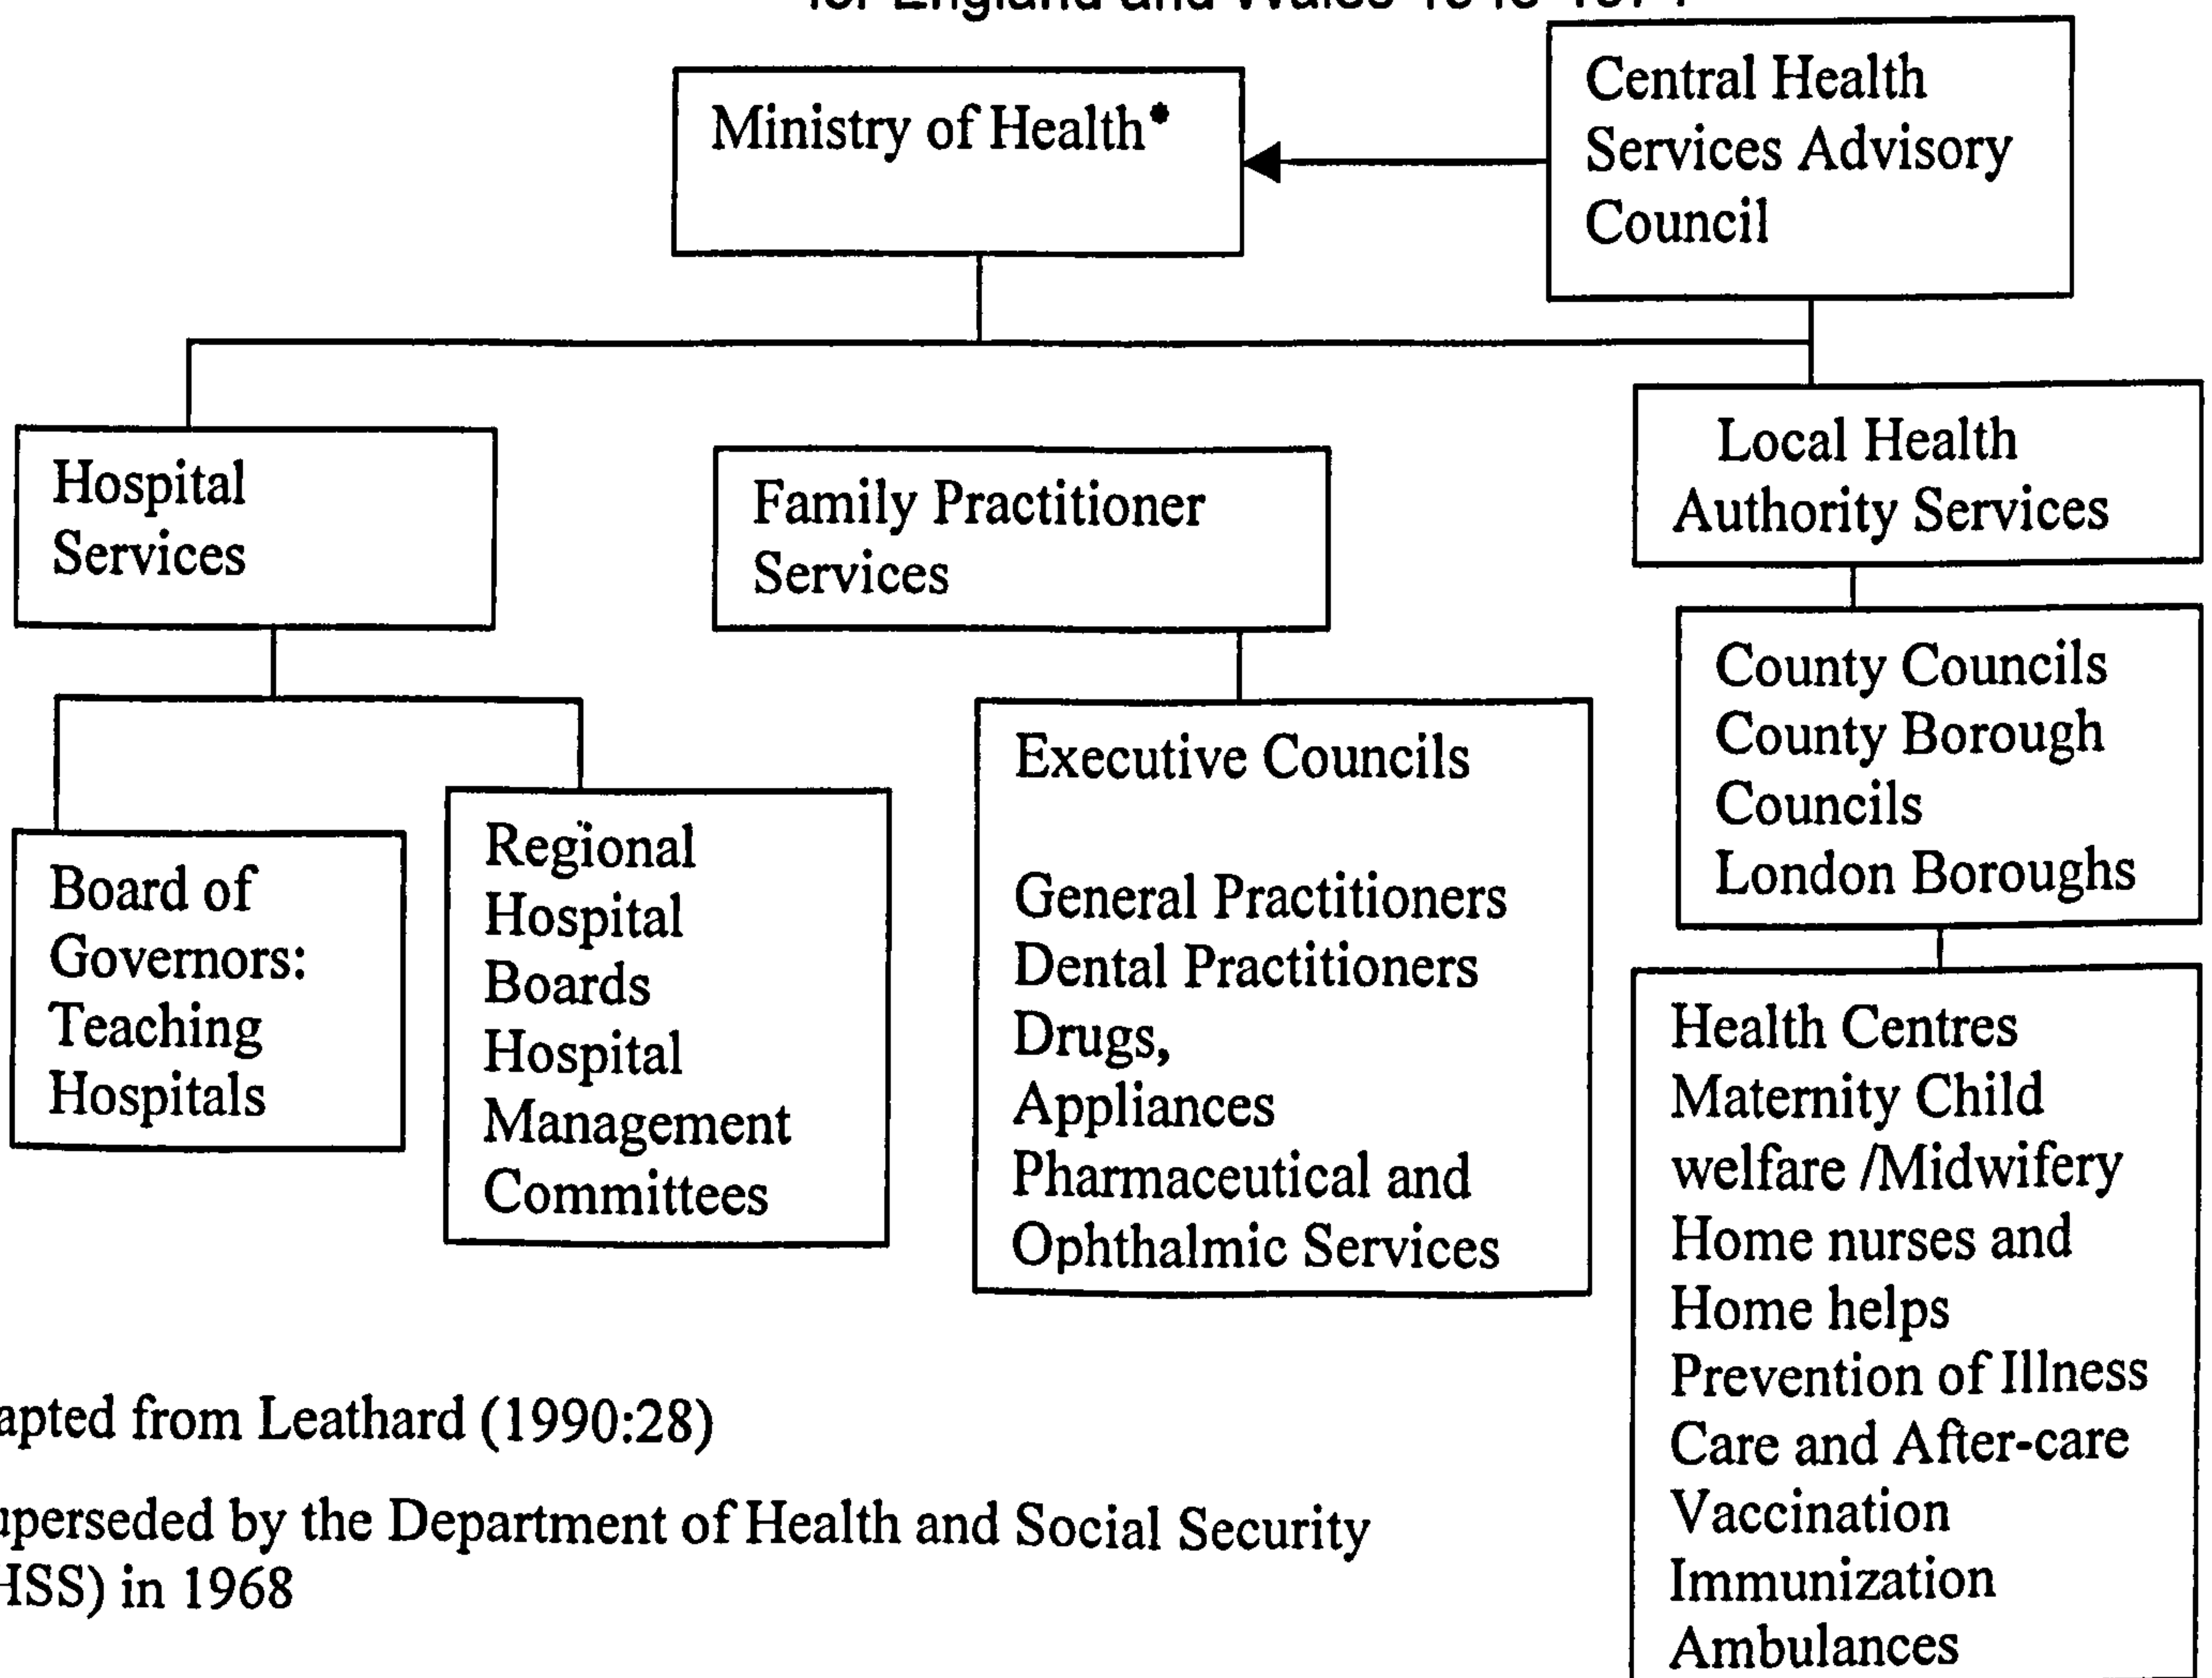 for England and Wales
Ministry of Health*
Central Health
Services Advisory
Council
Hospital
Services
Family Practitioner
Services
Local Health
Authority Services
County Councils
County Borough
Councils
London Boroughs
Board of
Governors:
Teaching
Hospitals
Regional
Hospital
Boards
Hospital
Management
Committees
Executive Councils
General Practitioners
Dental Practitioners
Drugs,
Appliances
Pharmaceutical and
Ophthalmic Services
Health Centres
Maternity Child
welfare /Midwifery
Home nurses and
Home helps
Prevention of Illness
Care and After-care
Vaccination
Immunization
Ambulances
apted from Leathard (1990:28)
uperseded by the Department of Health and Social Security
HSS) in 1968